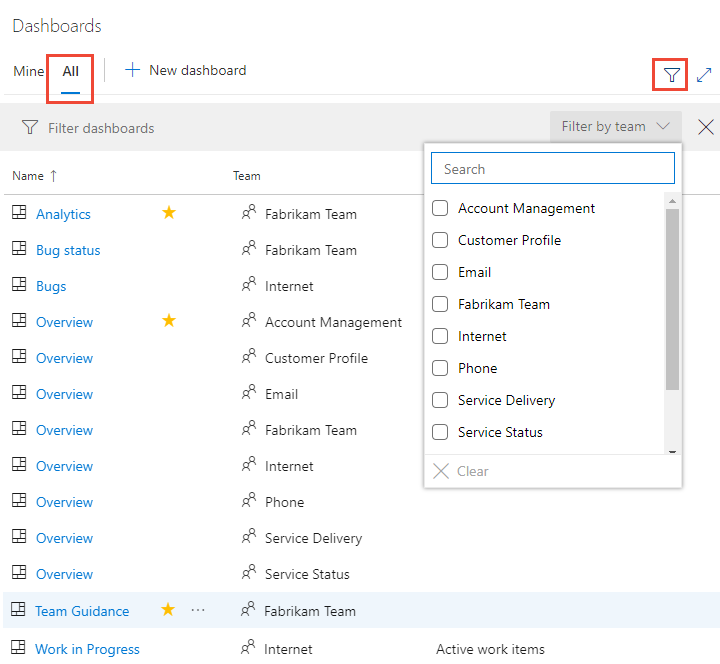 Dashboards
Mine All New dashboard
Filter dashboards Filter by team
Name ↑ Team
Search
Analytics Fabrikam Team Account Management
Bug status Fabrikam Team Customer Profile
Bugs Internet Email
Overview Account Management Fabrikam Team
Overview Customer Profile Internet
Overview Email Phone
Overview Fabrikam Team Service Delivery
Overview Internet Service Status
Clear
Overview Phone
Overview Service Delivery
Overview Service Status
Team Guidance ··· Fabrikam Team
Work in Progress Internet Active work items